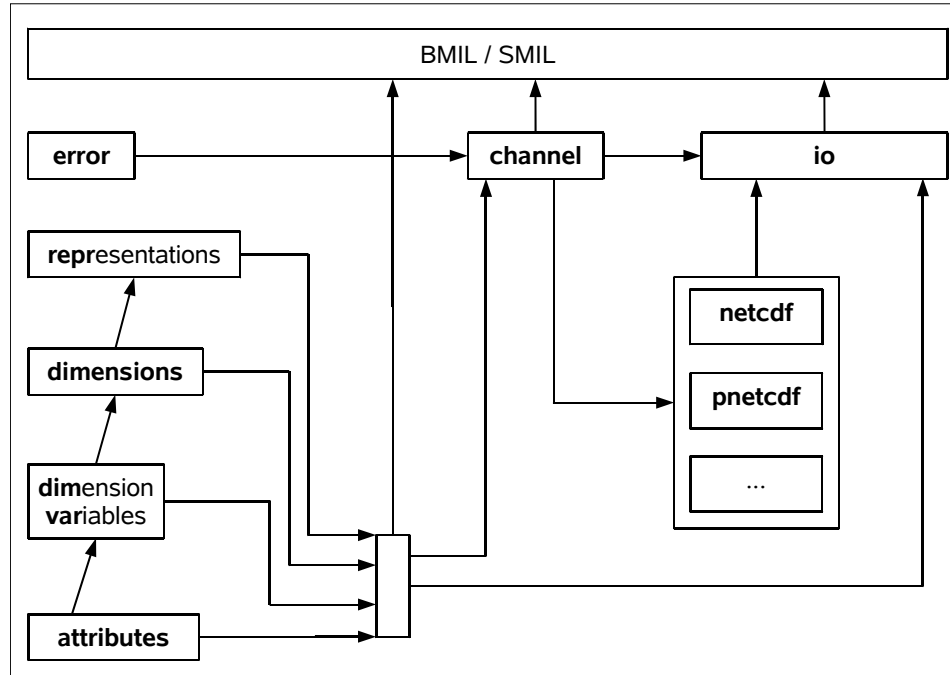 BMIL / SMIL
error
channel
io
representations
netcdf
dimensions
pnetcdf
dimension
variables
...
attributes